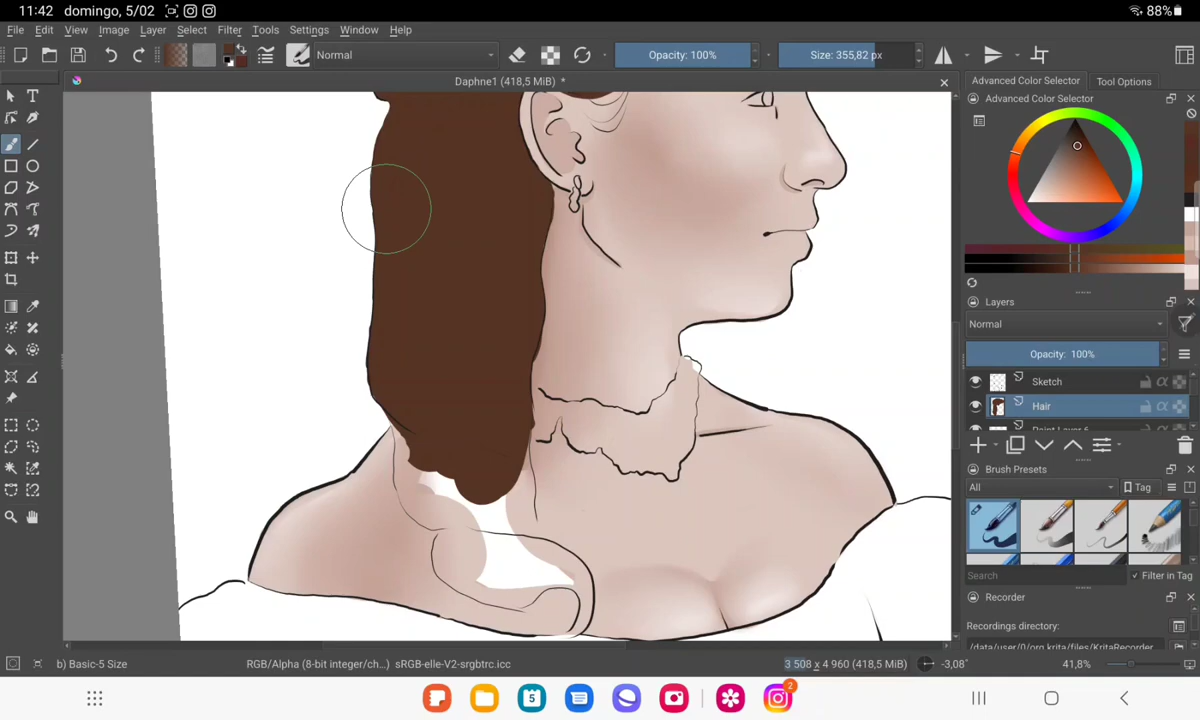 11:42 domingo, 5/02 88%
File Edit View Image Layer Select Filter Tools Settings Window Help
Normal Opacity: 100% Size: 355,82 px
Daphne1 (418,5 MiB) *
Advanced Color Selector Tool Options
Advanced Color Selector
Layers
Normal
Opacity: 100%
Sketch
Hair
Paint Layer 6
Brush Presets
All Tag
Search Filter in Tag
Recorder
Recordings directory:
/data/user/0/org.krita/files/KritaRecorder
b) Basic-5 Size RGB/Alpha (8-bit integer/ch...) sRGB-elle-V2-srgbtrc.icc 3 508 x 4 960 (418,5 MiB) -3,08° 41,8%
5
2